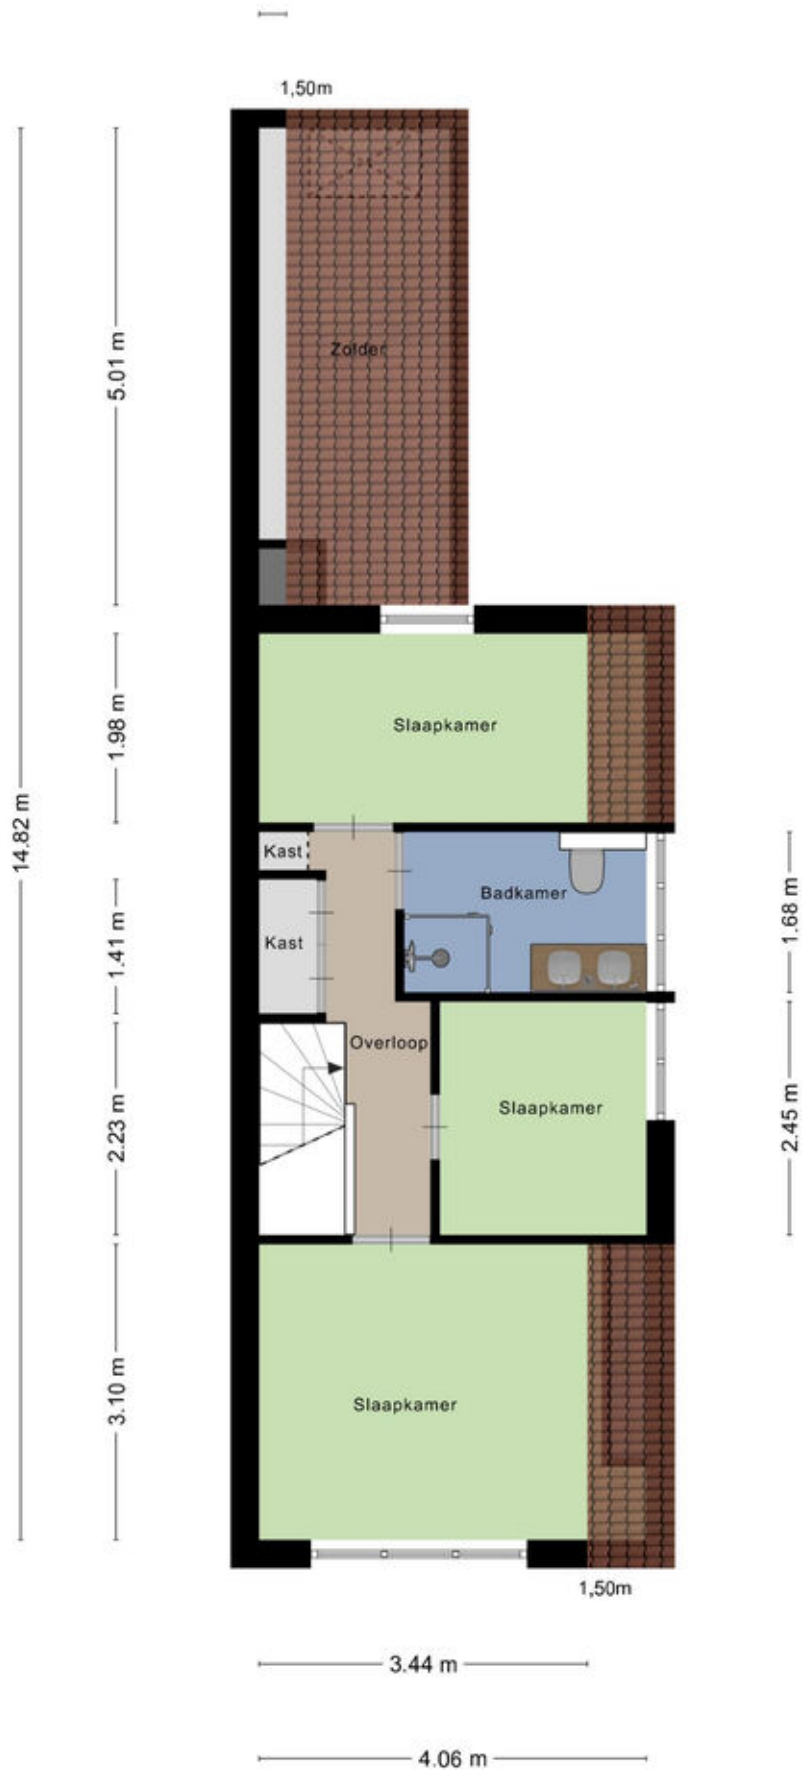 1,50m
5.01 m
Zolder
1.98 m
Slaapkamer
14.82 m
Kast
Badkamer
1.68 m
1.41 m
Kast
Overloop
2.23 m
Slaapkamer
2.45 m
3.10 m
Slaapkamer
1,50m
3.44 m
4.06 m